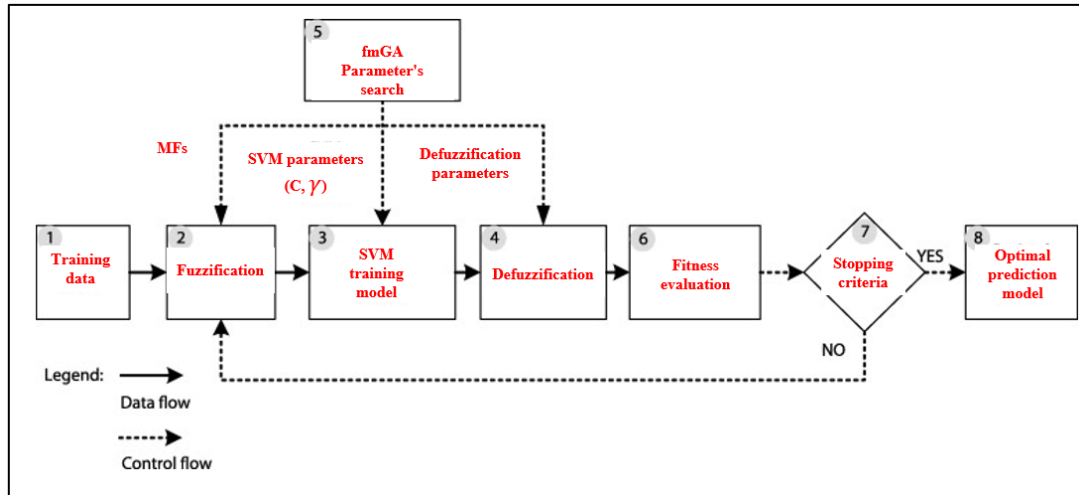 5
fmGA
Parameter's
search
MFs
SVM parameters
(C, γ)
Defuzzification
parameters
1
Training
data
2
Fuzzification
3
SVM
training
model
4
Defuzzification
6
Fitness
evaluation
7
Stopping
criteria
YES
8
Optimal
prediction
model
NO
Legend:
Data flow
Control flow